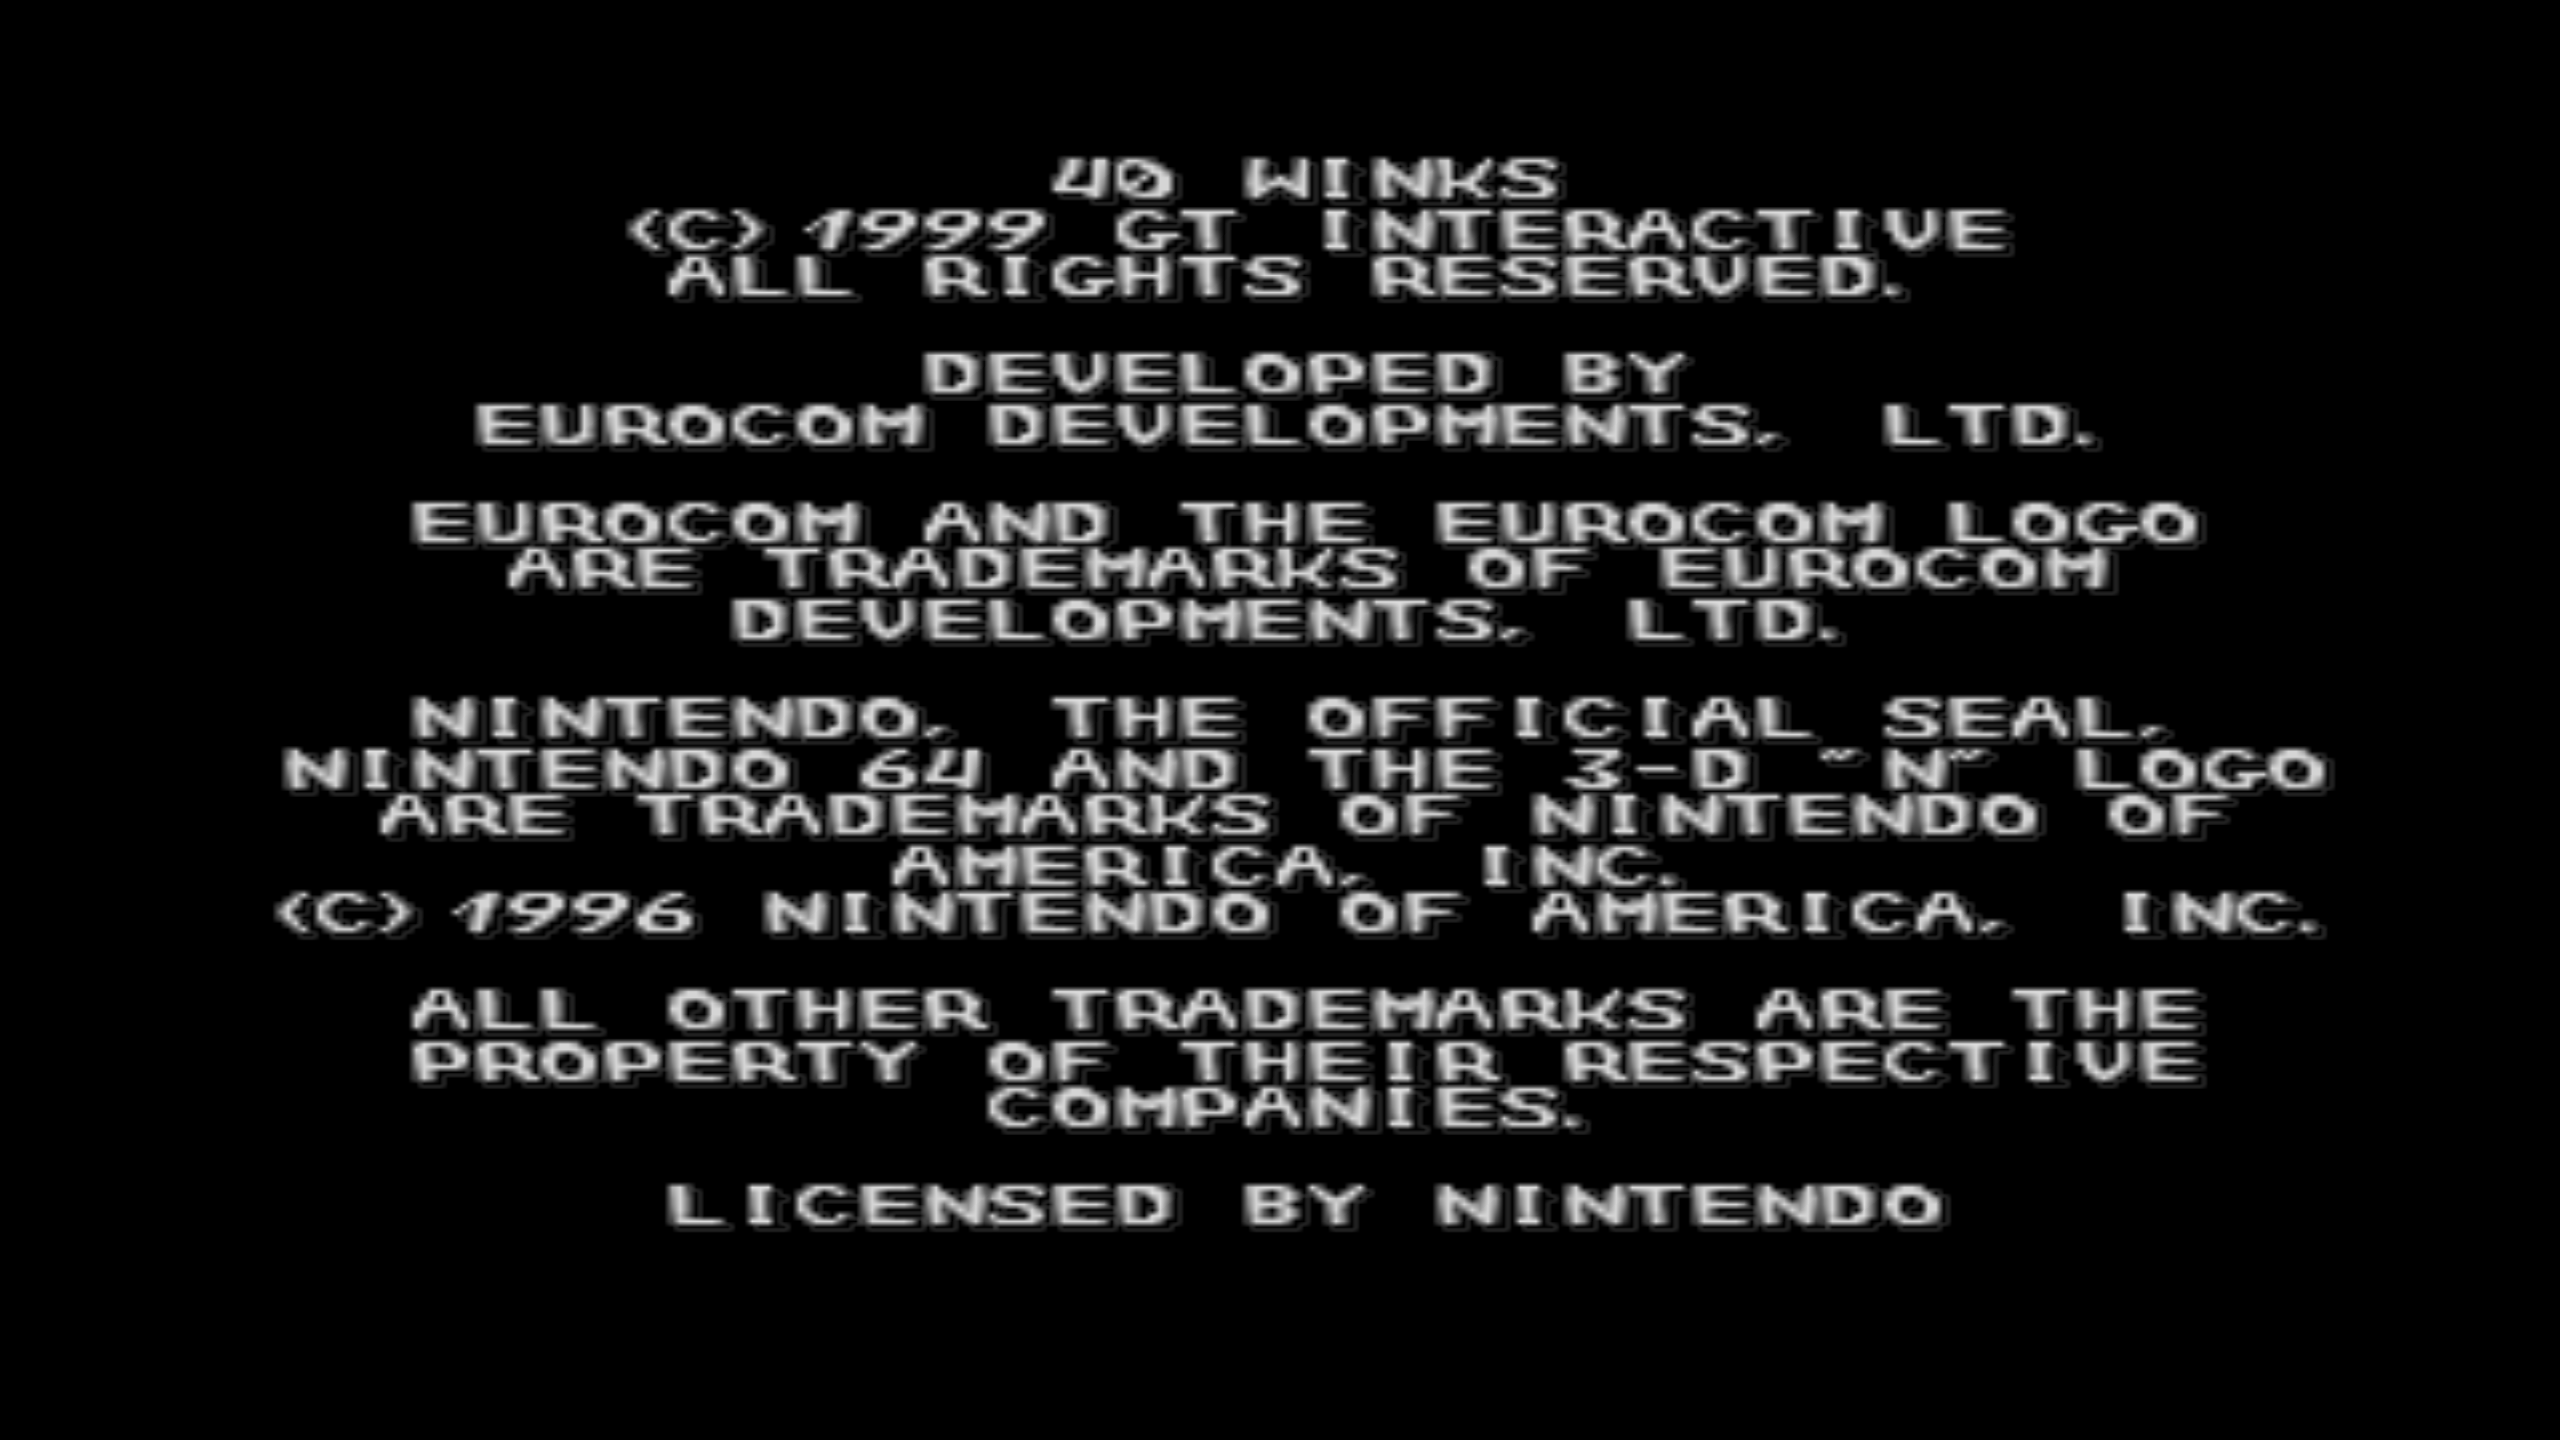 40 WINKS
(C) 1999 GT INTERACTIVE
ALL RIGHTS RESERVED.
DEVELOPED BY
EUROCOM DEVELOPMENTS, LTD.
EUROCOM AND THE EUROCOM LOGO
ARE TRADEMARKS OF EUROCOM
DEVELOPMENTS, LTD.
NINTENDO, THE OFFICIAL SEAL,
NINTENDO 64 AND THE 3-D "N" LOGO
ARE TRADEMARKS OF NINTENDO OF
AMERICA, INC.
(C) 1996 NINTENDO OF AMERICA, INC.
ALL OTHER TRADEMARKS ARE THE
PROPERTY OF THEIR RESPECTIVE
COMPANIES.
LICENSED BY NINTENDO